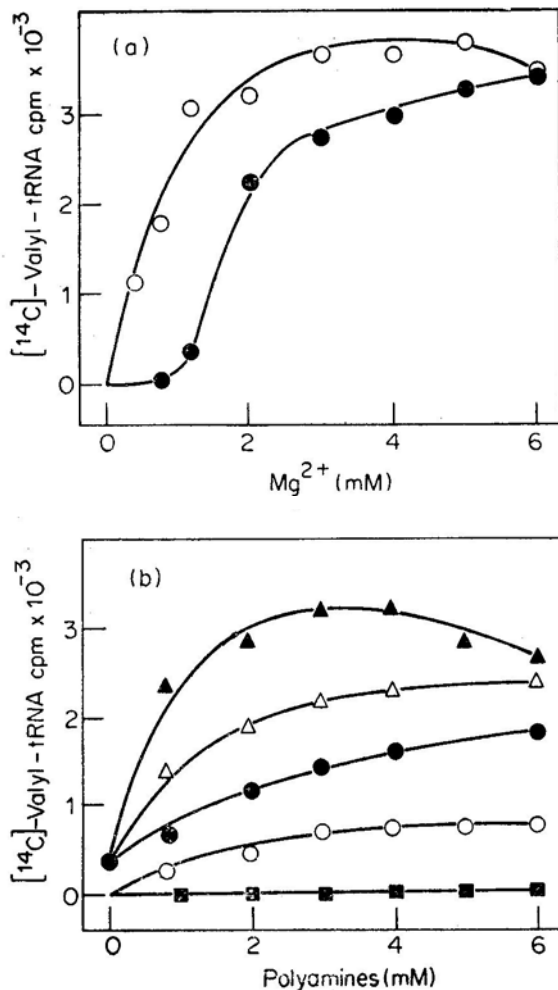 (a)
[¹⁴C]-Valyl-tRNA cpm x 10⁻³
3
2
1
0
0 2 4 6
Mg²⁺ (mM)
(b)
[¹⁴C]-Valyl-tRNA cpm x 10⁻³
3
2
1
0
0 2 4 6
Polyamines (mM)